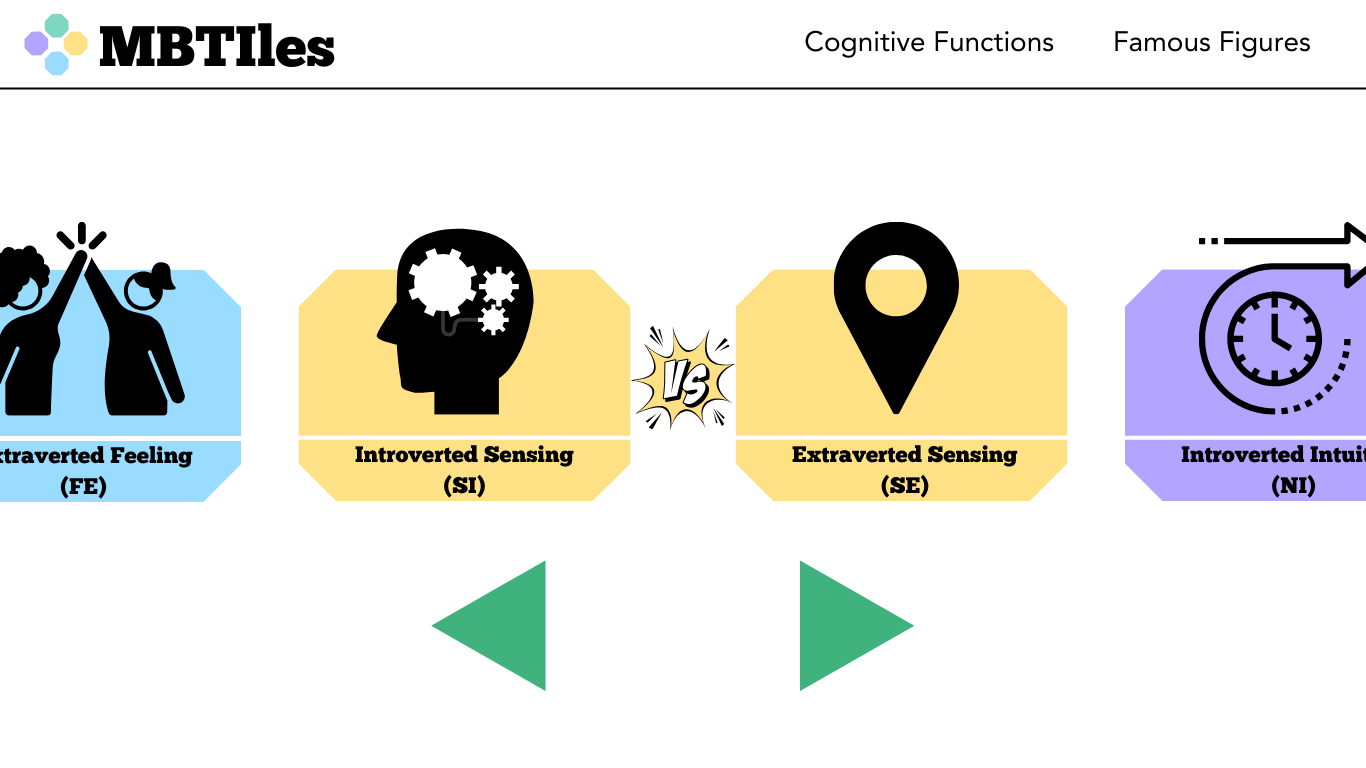 MBTIles
Cognitive Functions
Famous Figures
xtraverted Feeling
(FE)
Introverted Sensing
(SI)
VS
Extraverted Sensing
(SE)
Introverted Intuit
(NI)